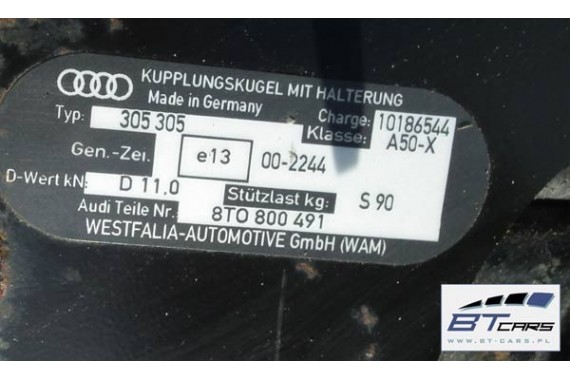 KUPPLUNGSKUGEL MIT HALTERUNG
Made in Germany
Charge: 10186544
Typ: 305 305
Klasse: A50-X
Gen.-Zei. e13 00-2244
D-Wert kN: D 11,0 Stützlast kg: S 90
Audi Teile Nr.: 8T0 800 491
WESTFALIA-AUTOMOTIVE GmbH (WAM)
BT CARS
WWW.BT-CARS.PL